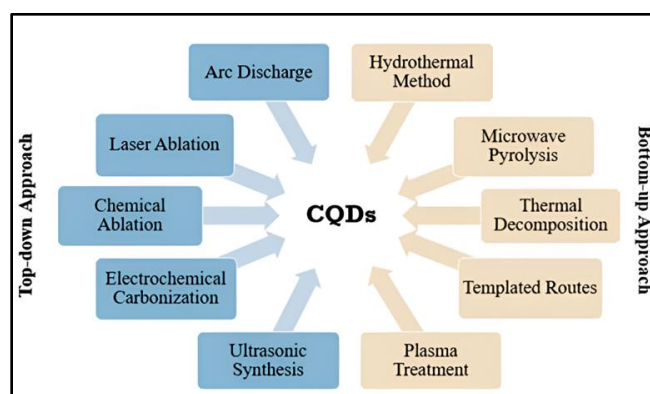 Top-down Approach
Arc Discharge
Laser Ablation
Chemical
Ablation
Electrochemical
Carbonization
Ultrasonic
Synthesis
CQDs
Hydrothermal
Method
Microwave
Pyrolysis
Thermal
Decomposition
Templated Routes
Plasma
Treatment
Bottom-up Approach